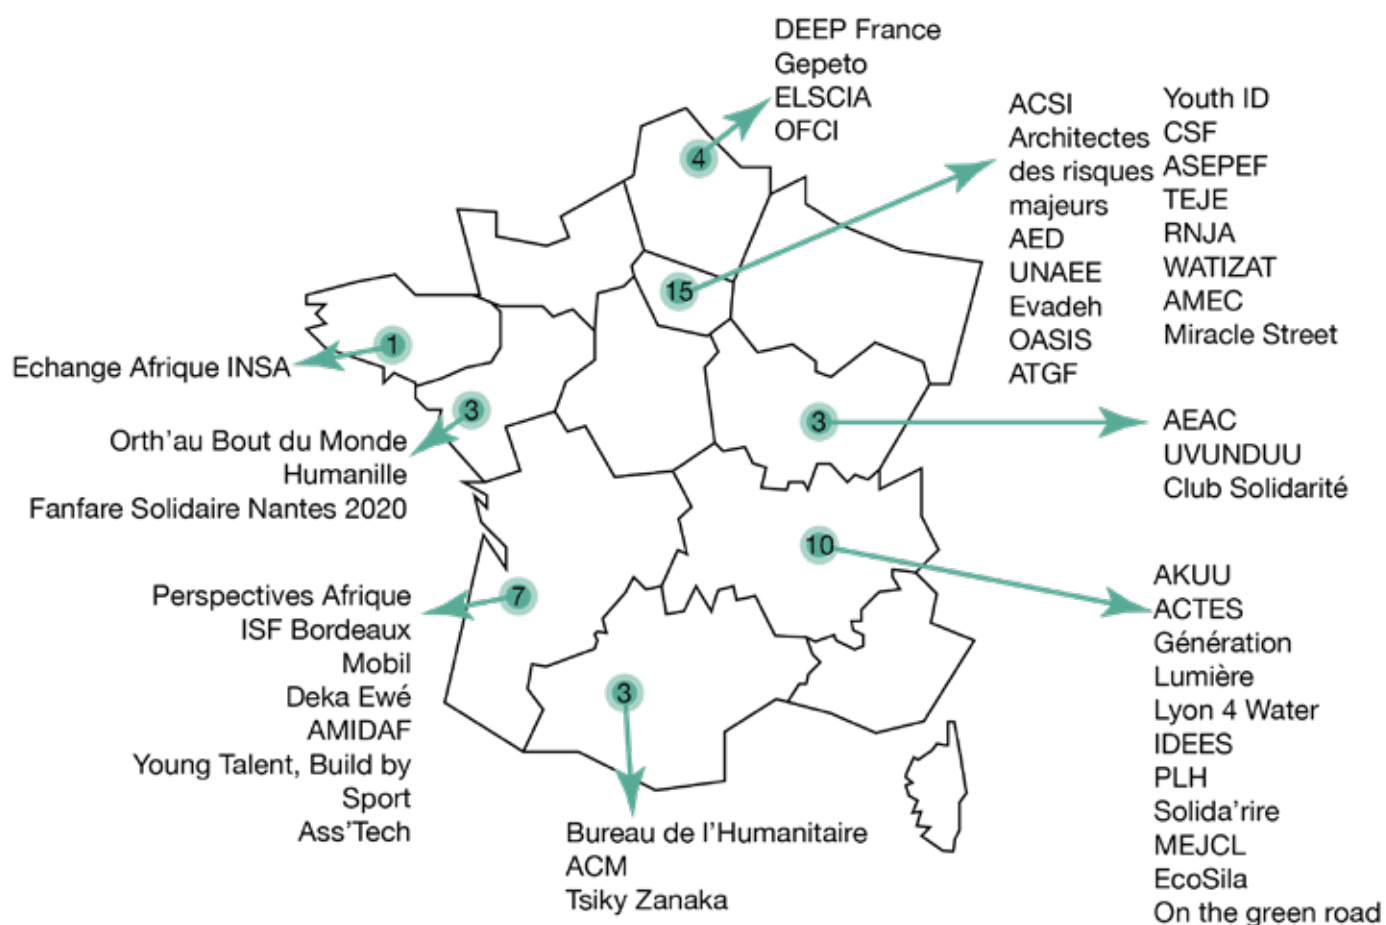 DEEP France
Gepeto
ELSCIA
OFCI
4
ACSI
Architectes
des risques
majeurs
AED
UNAEE
Evadeh
OASIS
ATGF
Youth ID
CSF
ASEPEF
TEJE
RNJA
WATIZAT
AMEC
Miracle Street
15
1
Echange Afrique INSA
3
Orth'au Bout du Monde
Humanille
Fanfare Solidaire Nantes 2020
3
AEAC
UVUNDUU
Club Solidarité
7
Perspectives Afrique
ISF Bordeaux
Mobil
Deka Ewé
AMIDAF
Young Talent, Build by
Sport
Ass'Tech
10
AKUU
ACTES
Génération
Lumière
Lyon 4 Water
IDEES
PLH
Solida'rire
MEJCL
EcoSila
On the green road
3
Bureau de l'Humanitaire
ACM
Tsiky Zanaka